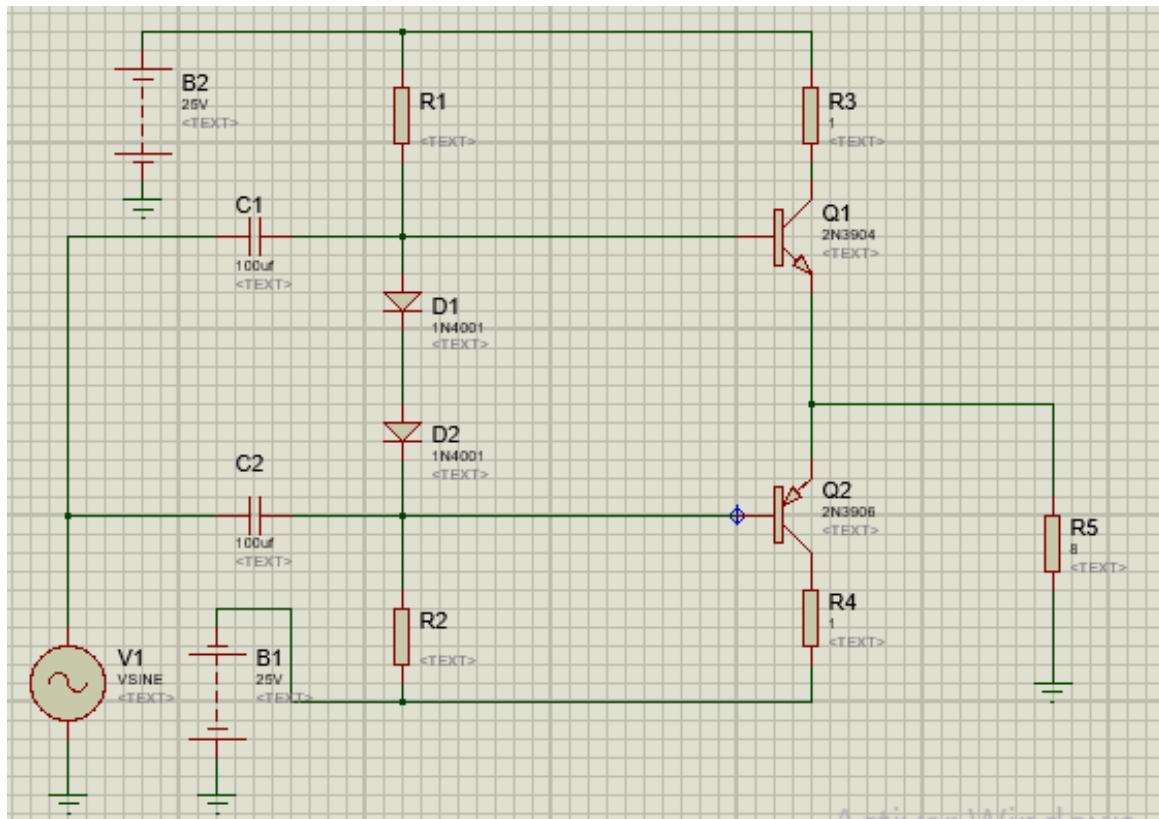 B2
25V
<TEXT>
R1
<TEXT>
R3
1
<TEXT>
C1
100uf
<TEXT>
Q1
2N3904
<TEXT>
D1
1N4001
<TEXT>
D2
1N4001
<TEXT>
C2
100uf
<TEXT>
Q2
2N3906
<TEXT>
R5
8
<TEXT>
R4
1
<TEXT>
R2
<TEXT>
V1
VSINE
<TEXT>
B1
25V
<TEXT>